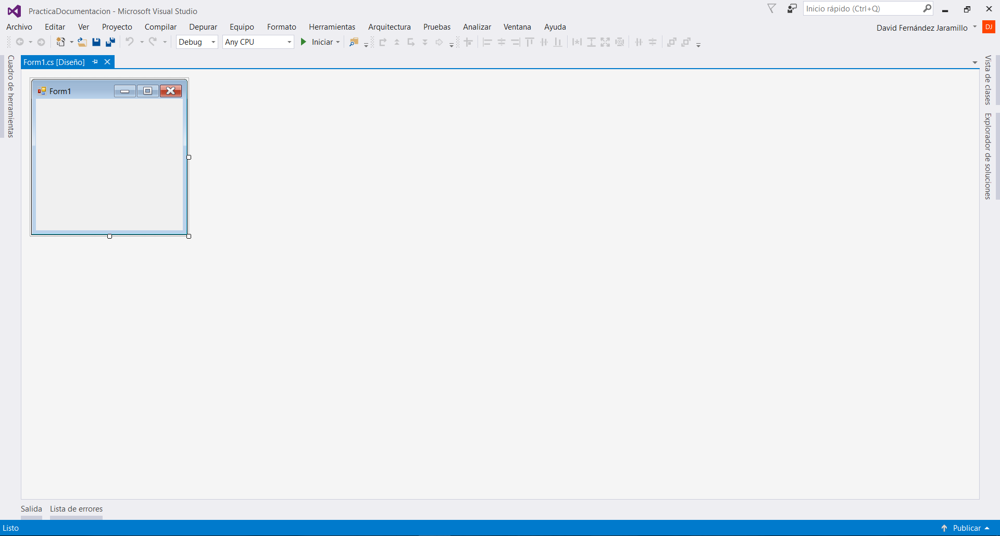 PracticaDocumentacion - Microsoft Visual Studio
Inicio rápido (Ctrl+Q)
Archivo Editar Ver Proyecto Compilar Depurar Equipo Formato Herramientas Arquitectura Pruebas Analizar Ventana Ayuda
David Fernández Jaramillo DJ
Debug Any CPU Iniciar
Form1.cs [Diseño]
Cuadro de herramientas
Form1
Vista de clases
Explorador de soluciones
Salida Lista de errores
Listo Publicar